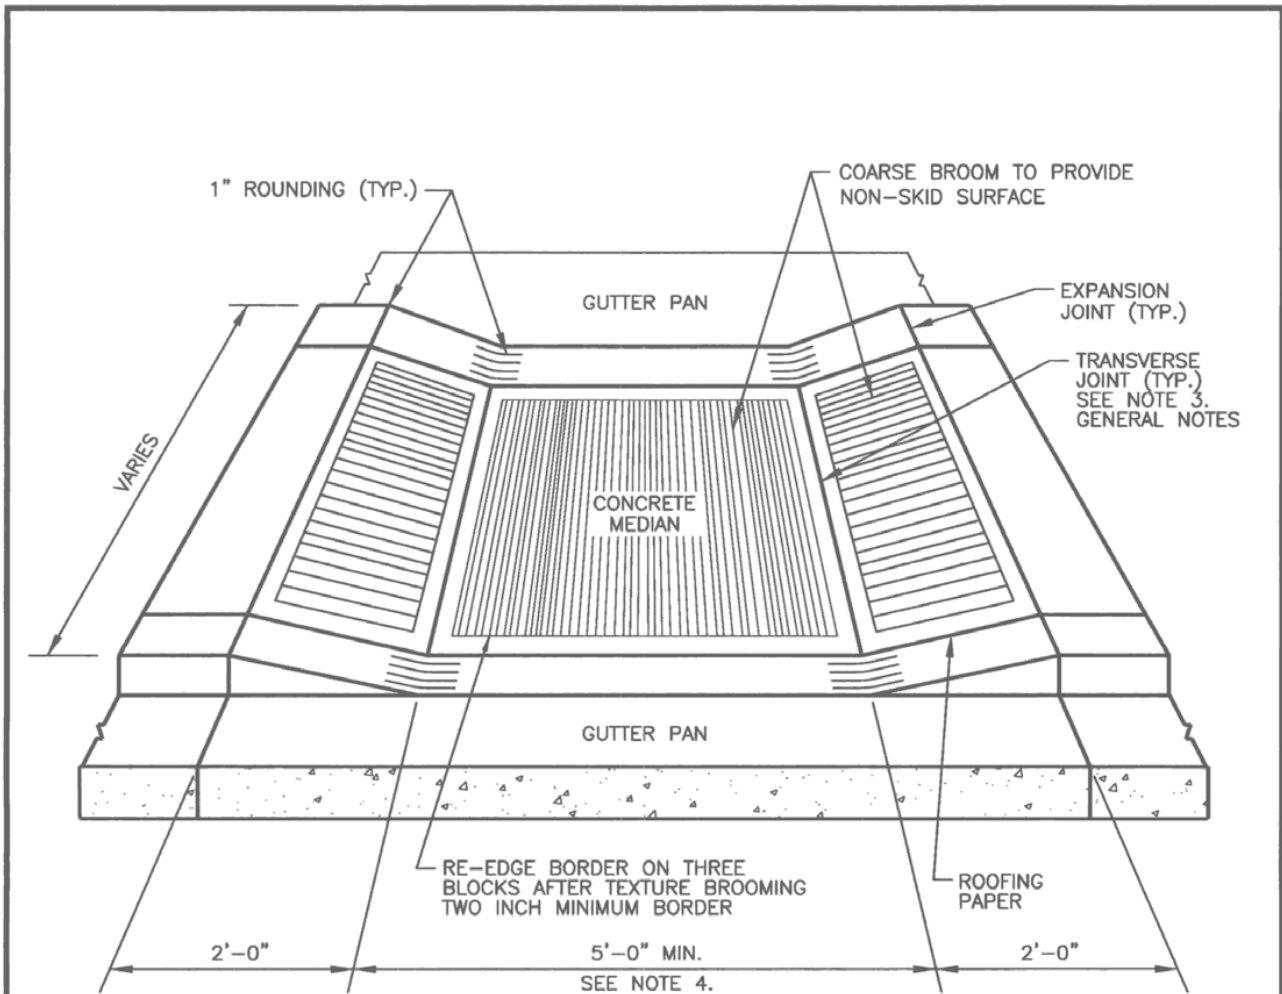 1" ROUNDING (TYP.)
COARSE BROOM TO PROVIDE
NON-SKID SURFACE
GUTTER PAN
EXPANSION
JOINT (TYP.)
TRANSVERSE
JOINT (TYP.)
SEE NOTE 3.
GENERAL NOTES
VARIES
CONCRETE
MEDIAN
GUTTER PAN
RE-EDGE BORDER ON THREE
BLOCKS AFTER TEXTURE BROOMING
TWO INCH MINIMUM BORDER
ROOFING
PAPER
2'-0"
5'-0" MIN.
2'-0"
SEE NOTE 4.